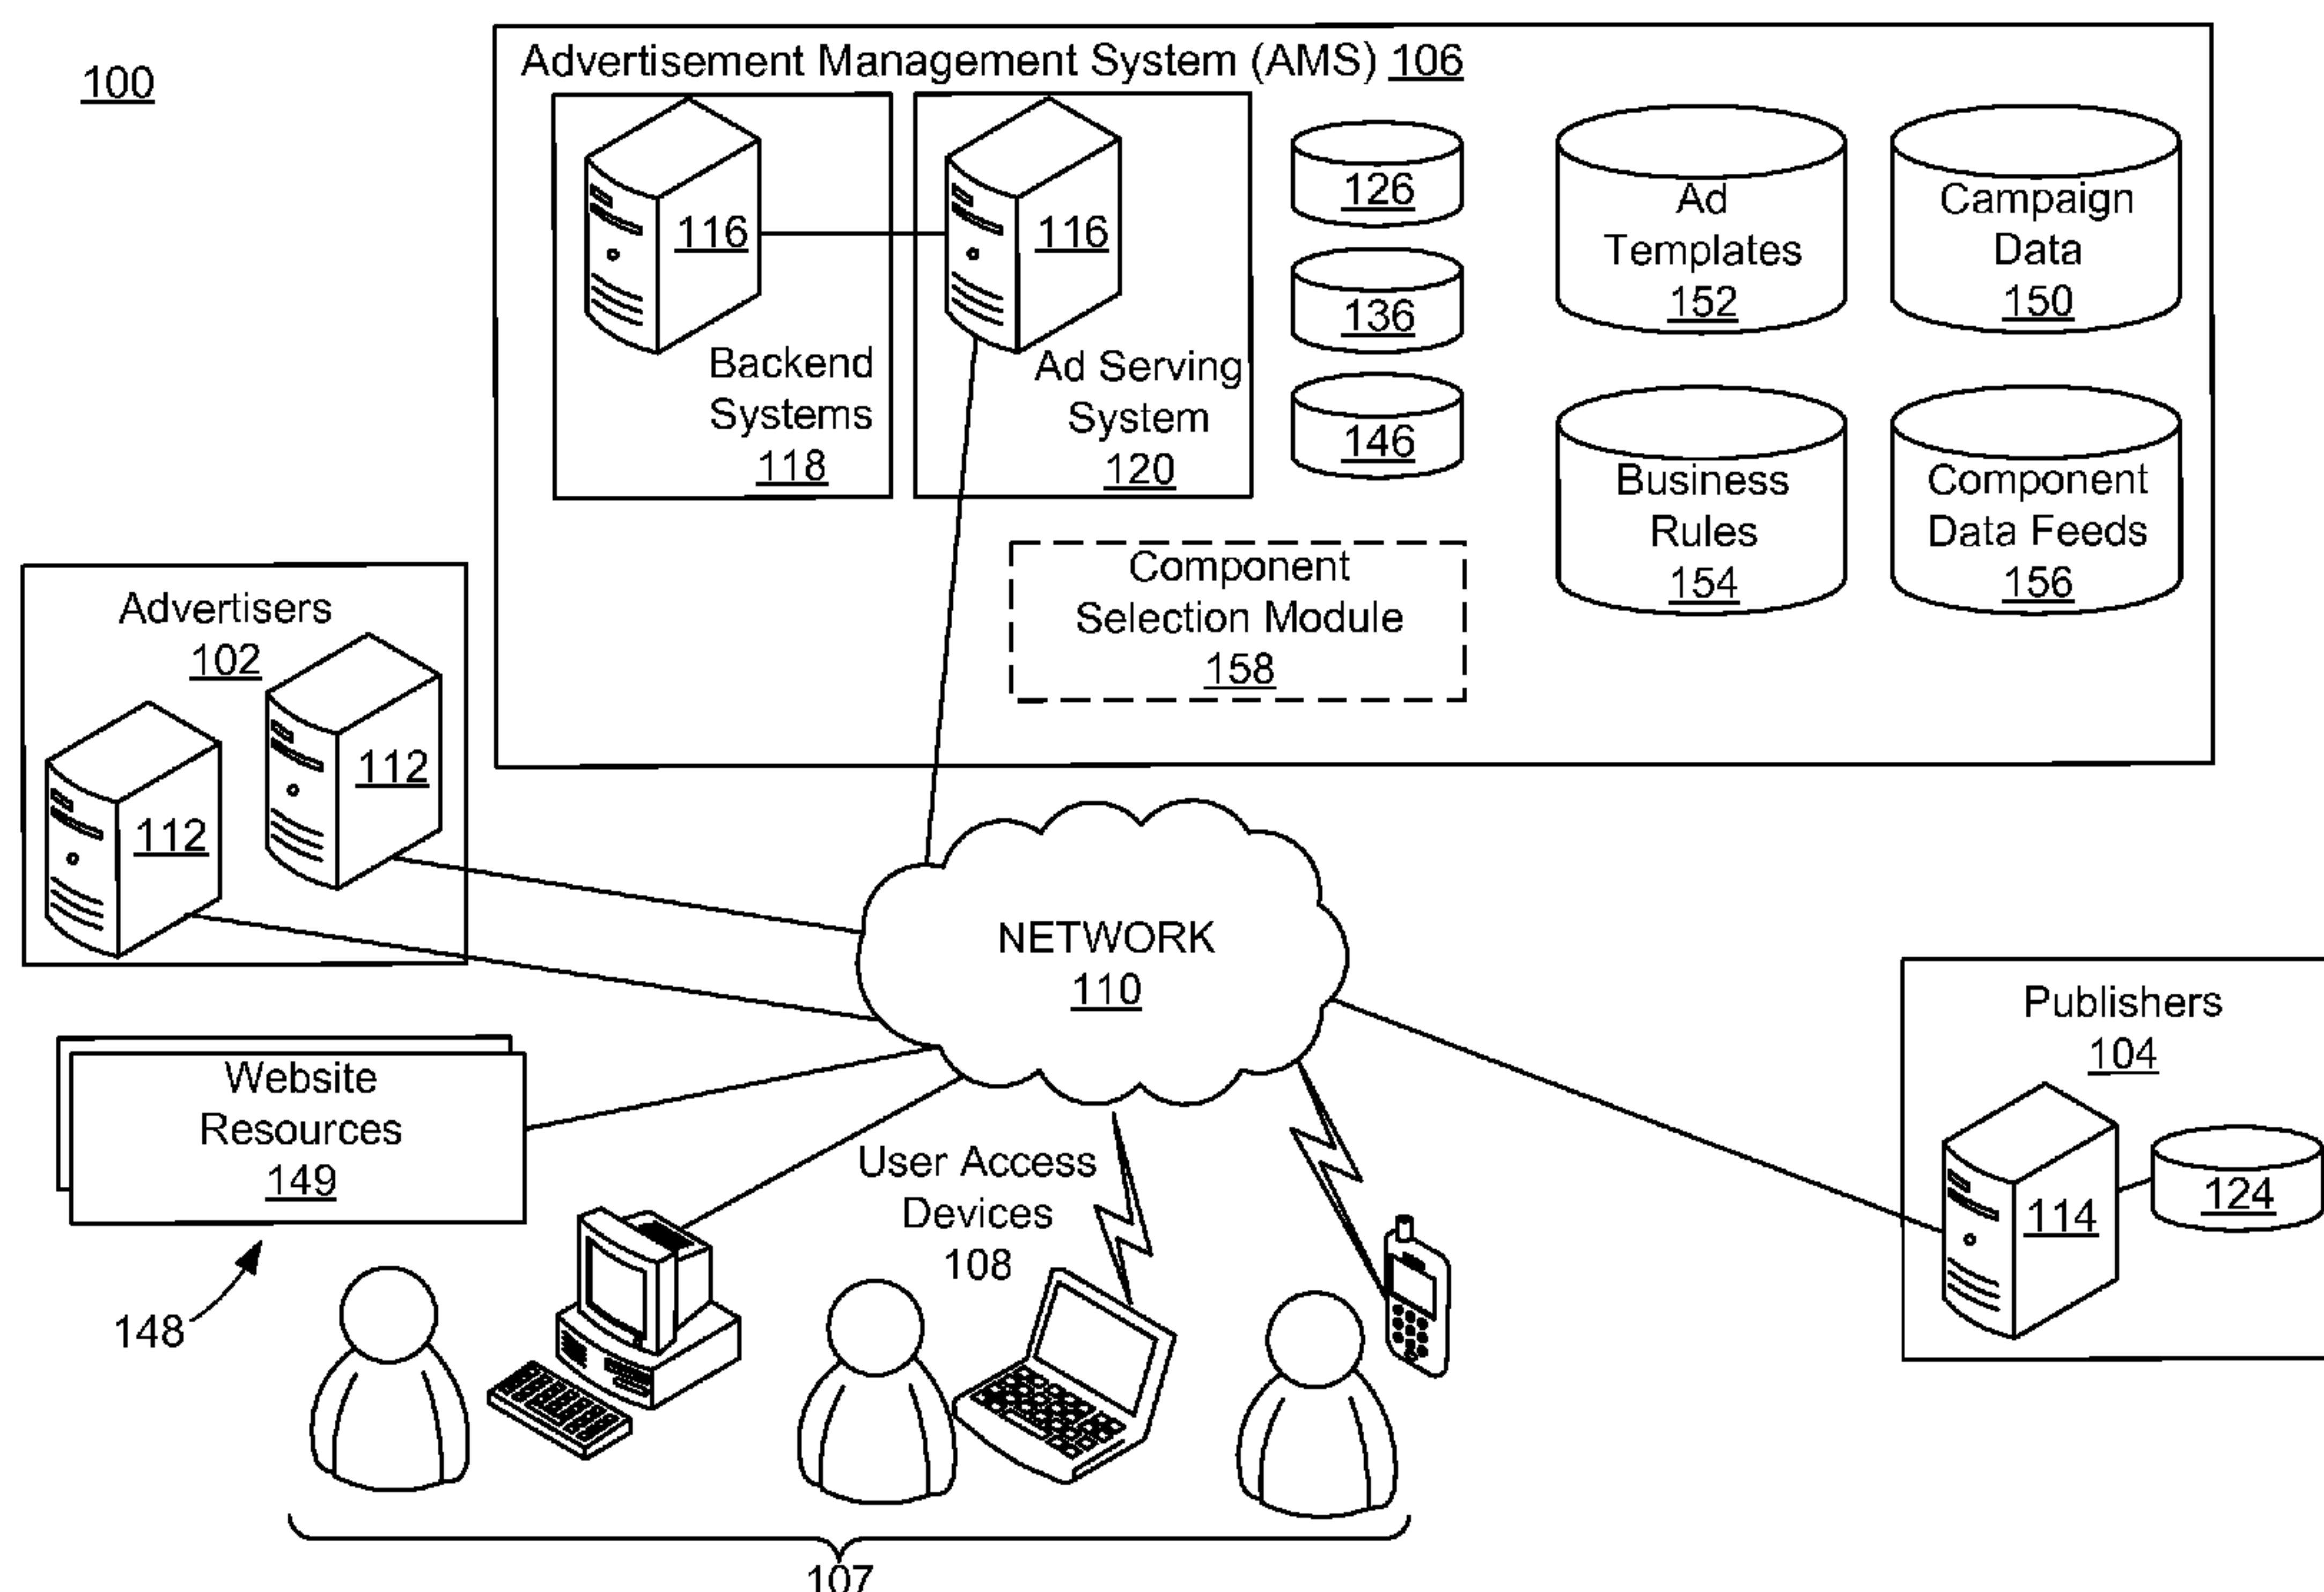 100
Advertisement Management System (AMS) 106
116
116
Backend
Systems
118
Ad Serving
System
120
126
136
146
Ad
Templates
152
Campaign
Data
150
Business
Rules
154
Component
Data Feeds
156
Component
Selection Module
158
Advertisers
102
112
112
NETWORK
110
Publishers
104
114
124
Website
Resources
149
148
User Access
Devices
108
107